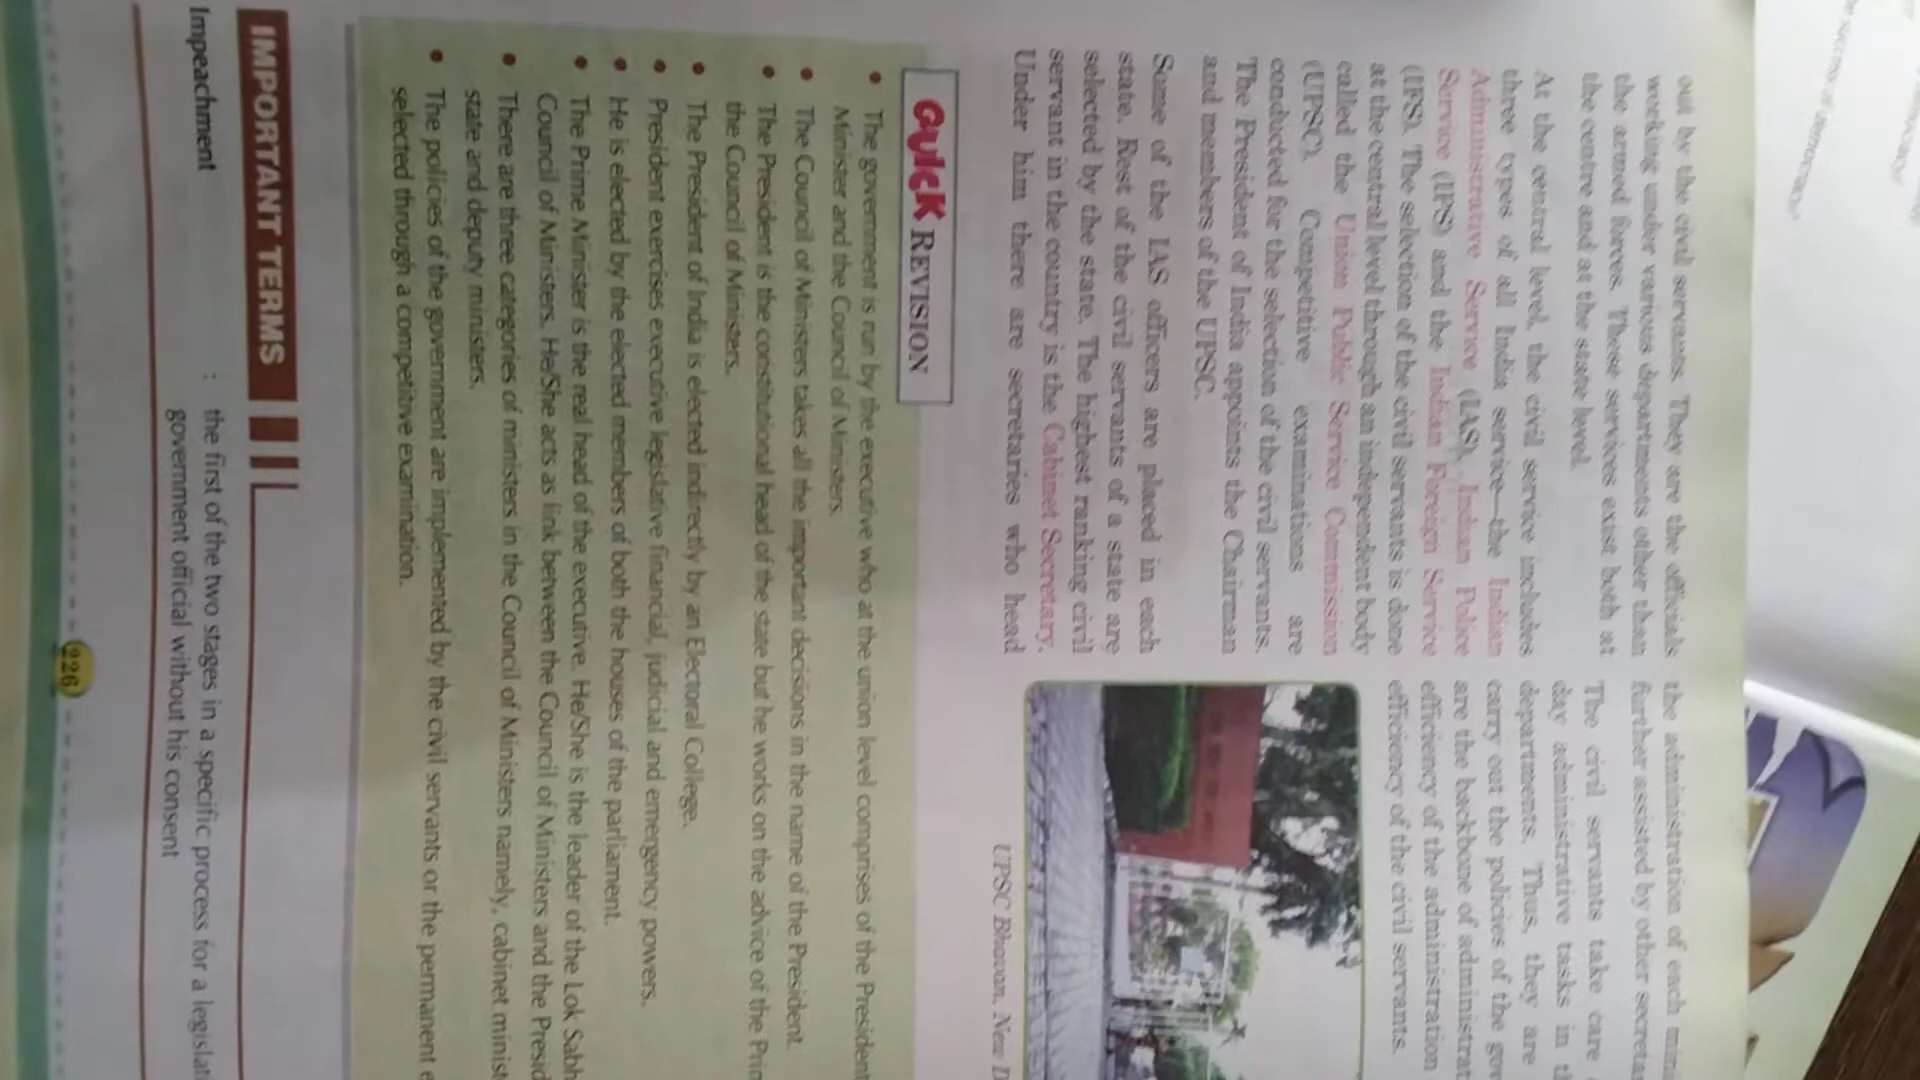 out by the civil servants. They are the officials
working under various departments other than
the armed forces. These services exist both at
the centre and at the state level.
At the central level, the civil service includes
three types of all India service—the Indian
Administrative Service (IAS), Indian Police
Service (IPS) and the Indian Foreign Service
(IFS). The selection of the civil servants is done
at the central level through an independent body
called the Union Public Service Commission
(UPSC). Competitive examinations are
conducted for the selection of the civil servants.
The President of India appoints the Chairman
and members of the UPSC.
Some of the IAS officers are placed in each
state. Rest of the civil servants of a state are
selected by the state. The highest ranking civil
servant in the country is the Cabinet Secretary.
Under him there are secretaries who head
the administration of each
further assisted by other
The civil servants take care
day administrative tasks in
departments. Thus, they are
carry out the policies of the
are the backbone of
efficiency of the administration
efficiency of the civil servants.
UPSC Bhavan, New D
QUICK REVISION
• The government is run by the executive who at the union level comprises of the President
Minister and the Council of Ministers.
• The Council of Ministers takes all the important decisions in the name of the President.
• The President is the constitutional head of the state but he works on the advice of the
the Council of Ministers.
• The President of India is elected indirectly by an Electoral College.
• President exercises executive legislative financial, judicial and emergency powers.
• He is elected by the elected members of both the houses of the parliament.
• The Prime Minister is the real head of the executive. He/She is the leader of the Lok
Council of Ministers. He/She acts as link between the Council of Ministers and the
• There are three categories of ministers in the Council of Ministers namely, cabinet
state and deputy ministers.
• The policies of the government are implemented by the civil servants or the permanent
selected through a competitive examination.
IMPORTANT TERMS
Impeachment : the first of the two stages in a specific process for a
government official without his consent
226